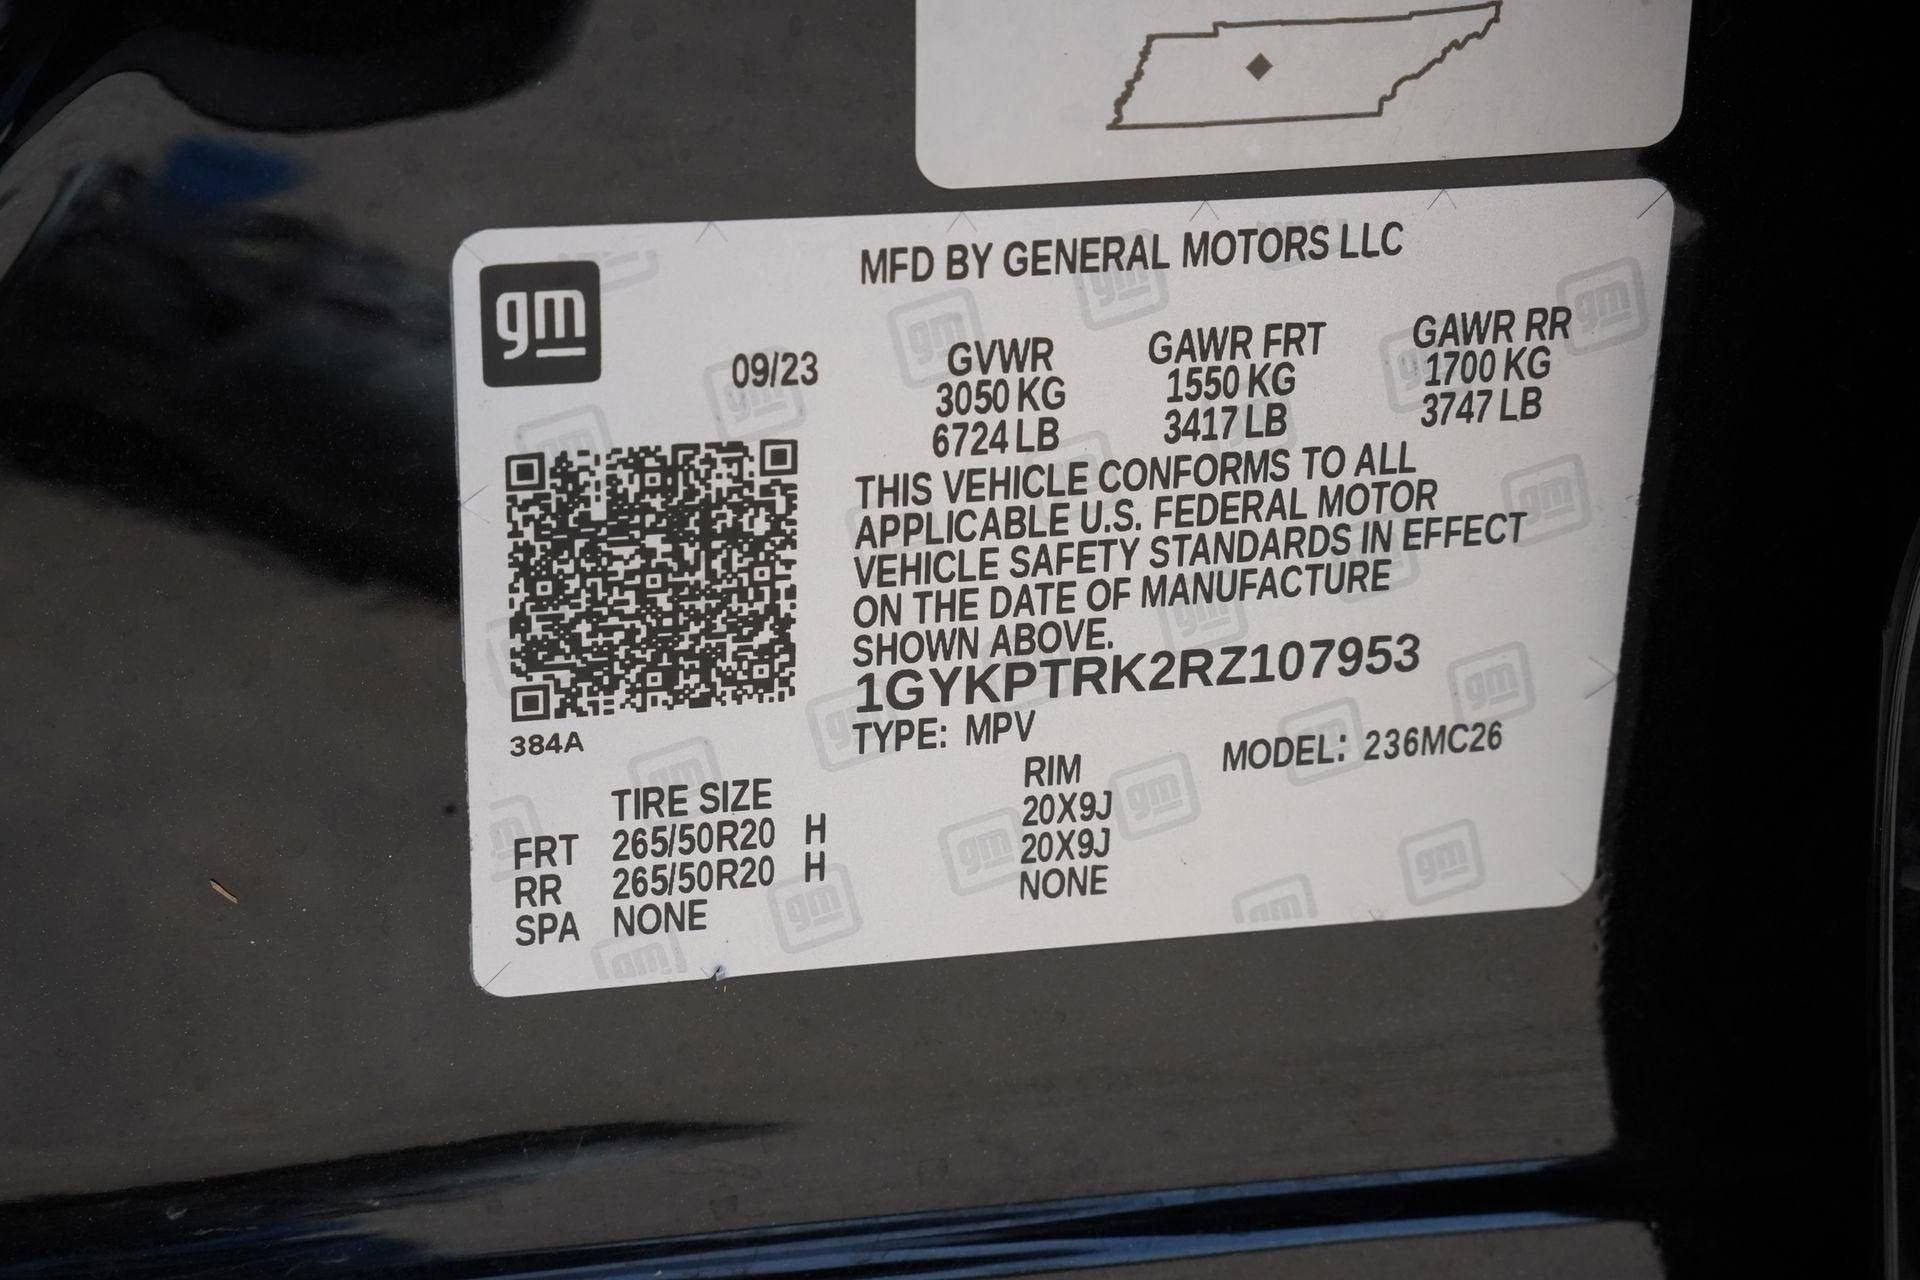 gm
MFD BY GENERAL MOTORS LLC
09/23
GVWR GAWR FRT GAWR RR
3050 KG 1550 KG 1700 KG
6724 LB 3417 LB 3747 LB
THIS VEHICLE CONFORMS TO ALL
APPLICABLE U.S. FEDERAL MOTOR
VEHICLE SAFETY STANDARDS IN EFFECT
ON THE DATE OF MANUFACTURE
SHOWN ABOVE.
1GYKPTRK2RZ107953
TYPE: MPV MODEL: 236MC26
384A
TIRE SIZE RIM
FRT 265/50R20 H 20X9J
RR 265/50R20 H 20X9J
SPA NONE NONE